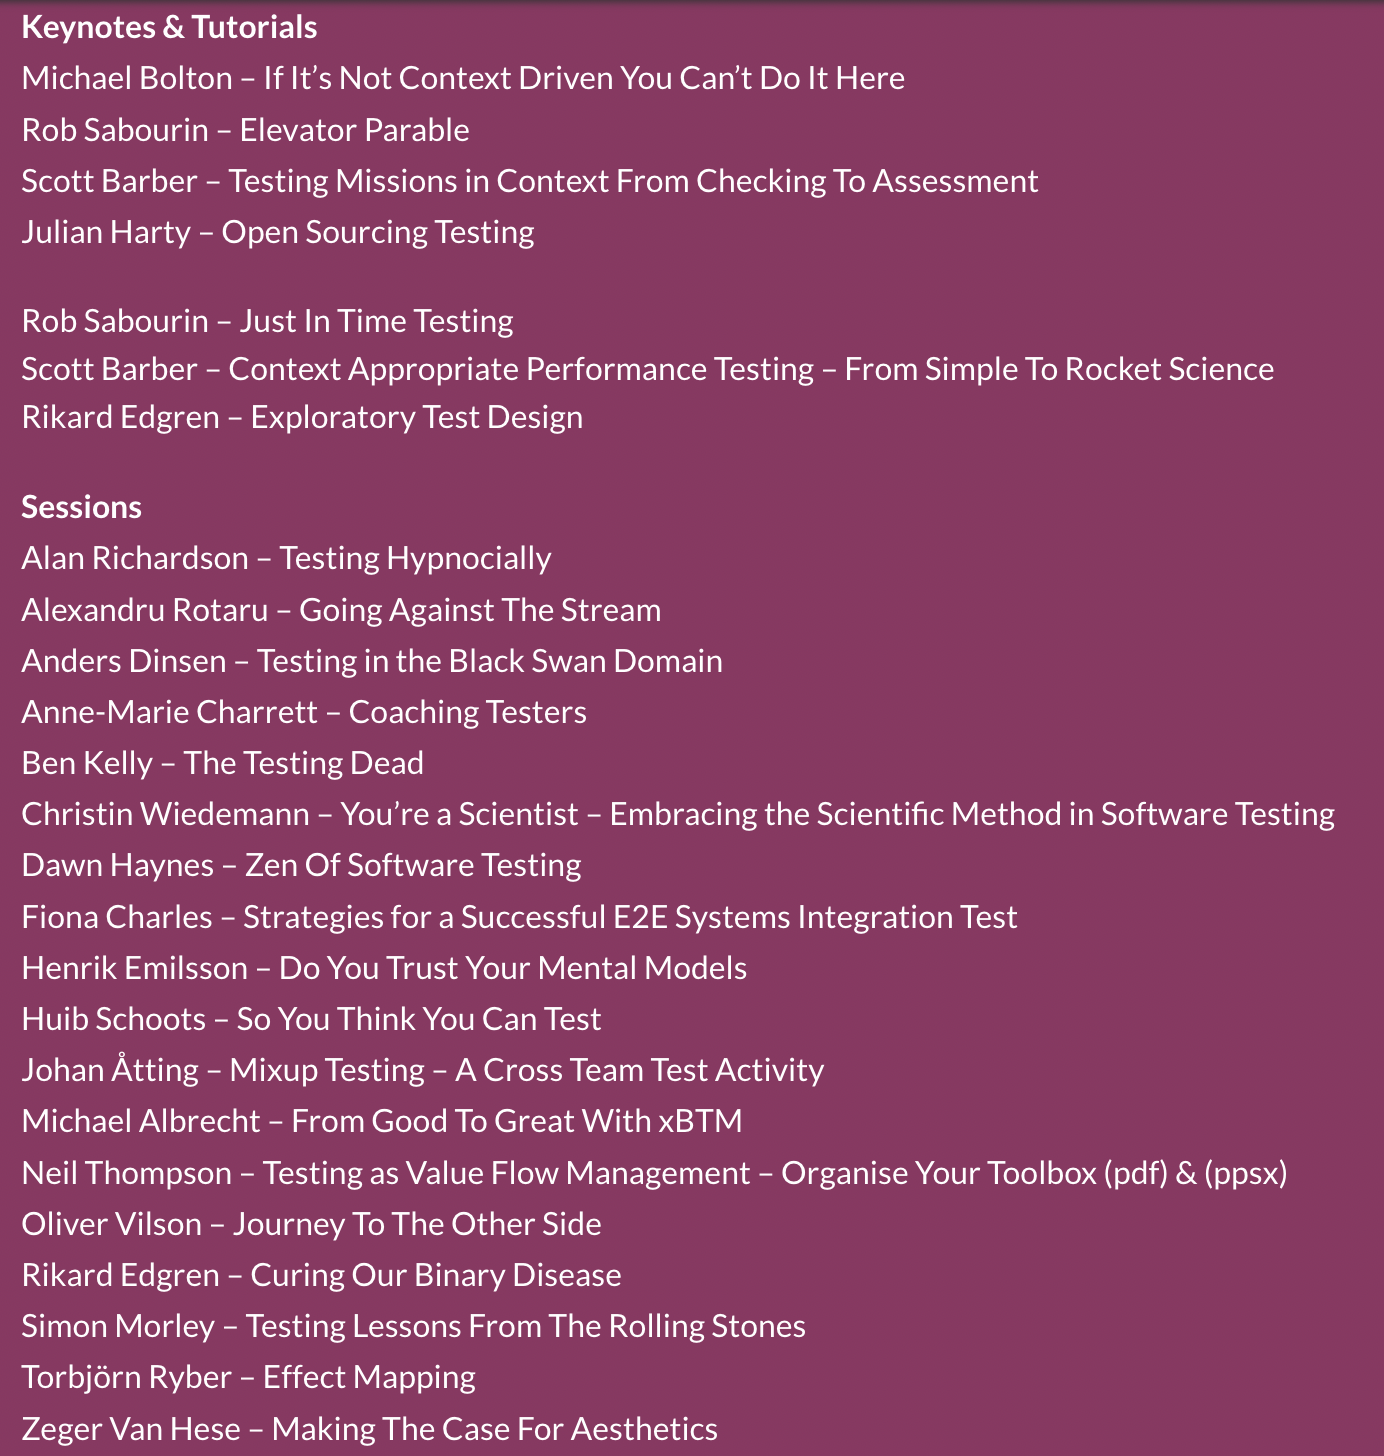 Keynotes & Tutorials
Michael Bolton – If It’s Not Context Driven You Can’t Do It Here
Rob Sabourin – Elevator Parable
Scott Barber – Testing Missions in Context From Checking To Assessment
Julian Harty – Open Sourcing Testing
Rob Sabourin – Just In Time Testing
Scott Barber – Context Appropriate Performance Testing – From Simple To Rocket Science
Rikard Edgren – Exploratory Test Design
Sessions
Alan Richardson – Testing Hypnocially
Alexandru Rotaru – Going Against The Stream
Anders Dinsen – Testing in the Black Swan Domain
Anne-Marie Charrett – Coaching Testers
Ben Kelly – The Testing Dead
Christin Wiedemann – You’re a Scientist – Embracing the Scientific Method in Software Testing
Dawn Haynes – Zen Of Software Testing
Fiona Charles – Strategies for a Successful E2E Systems Integration Test
Henrik Emilsson – Do You Trust Your Mental Models
Huib Schoots – So You Think You Can Test
Johan Åtting – Mixup Testing – A Cross Team Test Activity
Michael Albrecht – From Good To Great With xBTM
Neil Thompson – Testing as Value Flow Management – Organise Your Toolbox (pdf) & (ppsx)
Oliver Vilson – Journey To The Other Side
Rikard Edgren – Curing Our Binary Disease
Simon Morley – Testing Lessons From The Rolling Stones
Torbjörn Ryber – Effect Mapping
Zeger Van Hese – Making The Case For Aesthetics